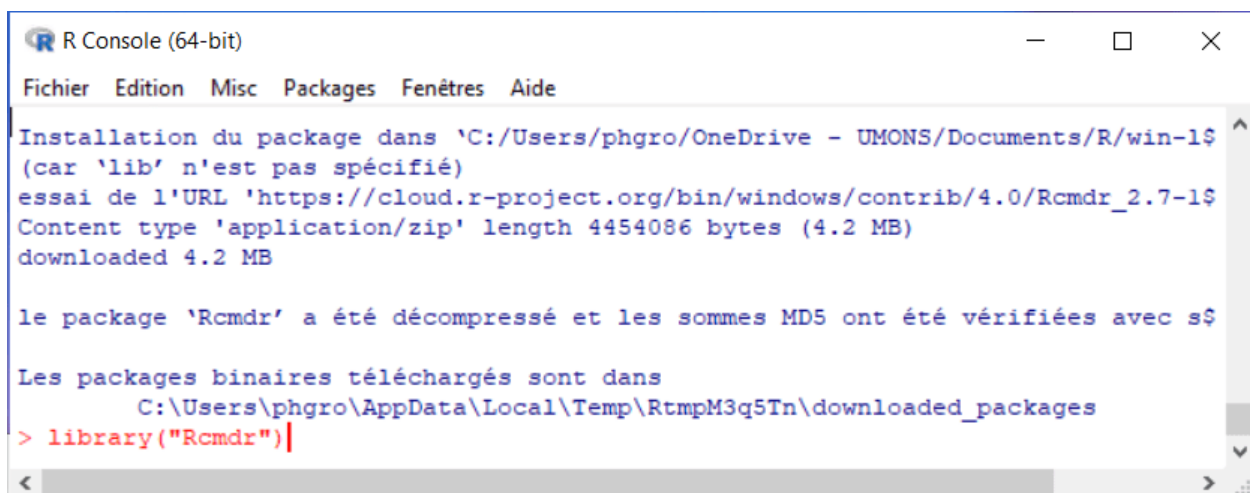 R Console (64-bit)
Fichier Edition Misc Packages Fenêtres Aide
Installation du package dans ‘C:/Users/phgro/OneDrive - UMONS/Documents/R/win-l$
(car ‘lib’ n'est pas spécifié)
essai de l'URL 'https://cloud.r-project.org/bin/windows/contrib/4.0/Rcmdr_2.7-1$
Content type 'application/zip' length 4454086 bytes (4.2 MB)
downloaded 4.2 MB
le package ‘Rcmdr’ a été décompressé et les sommes MD5 ont été vérifiées avec s$
Les packages binaires téléchargés sont dans
C:\Users\phgro\AppData\Local\Temp\RtmpM3q5Tn\downloaded_packages
> library("Rcmdr")